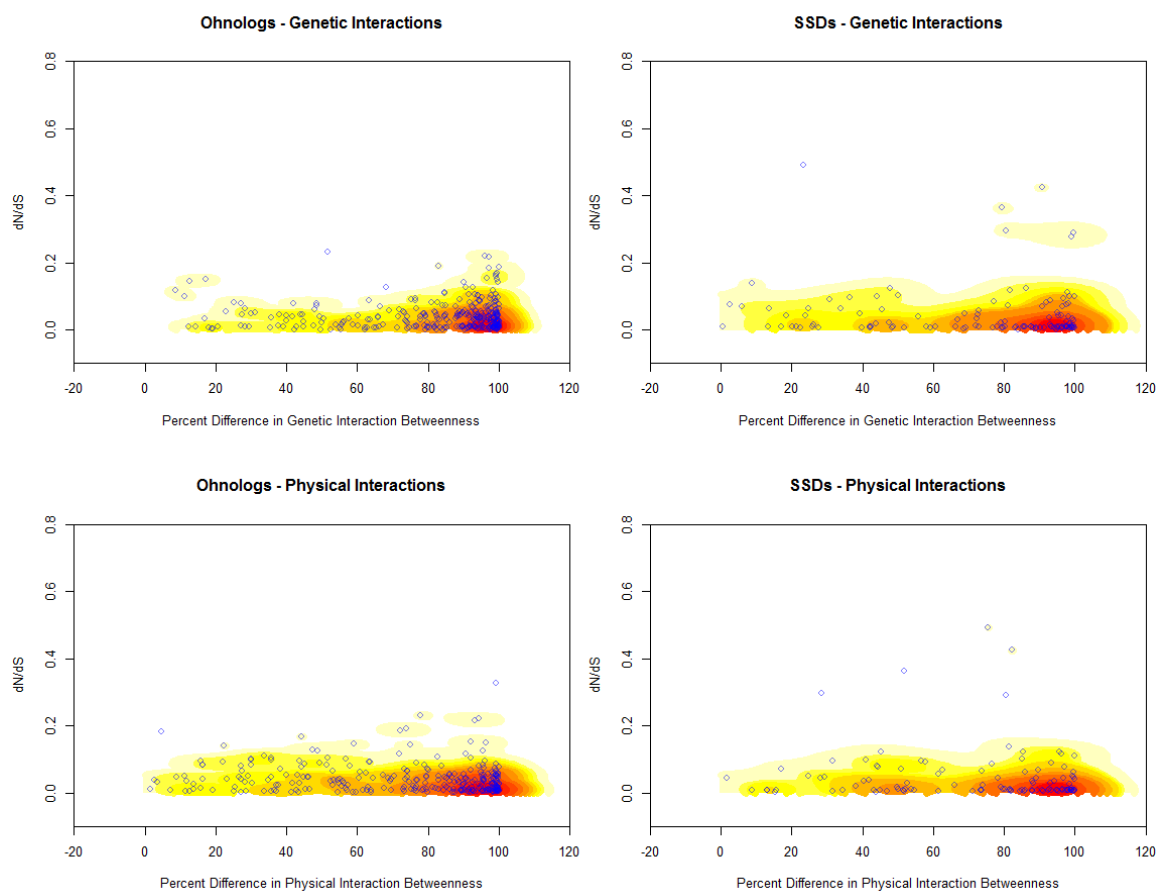 Ohnologs - Genetic Interactions
0.8
0.6
0.4
0.2
0.0
dN/dS
-20 0 20 40 60 80 100 120
Percent Difference in Genetic Interaction Betweenness
SSDs - Genetic Interactions
0.8
0.6
0.4
0.2
0.0
dN/dS
-20 0 20 40 60 80 100 120
Percent Difference in Genetic Interaction Betweenness
Ohnologs - Physical Interactions
0.8
0.6
0.4
0.2
0.0
dN/dS
-20 0 20 40 60 80 100 120
Percent Difference in Physical Interaction Betweenness
SSDs - Physical Interactions
0.8
0.6
0.4
0.2
0.0
dN/dS
-20 0 20 40 60 80 100 120
Percent Difference in Physical Interaction Betweenness